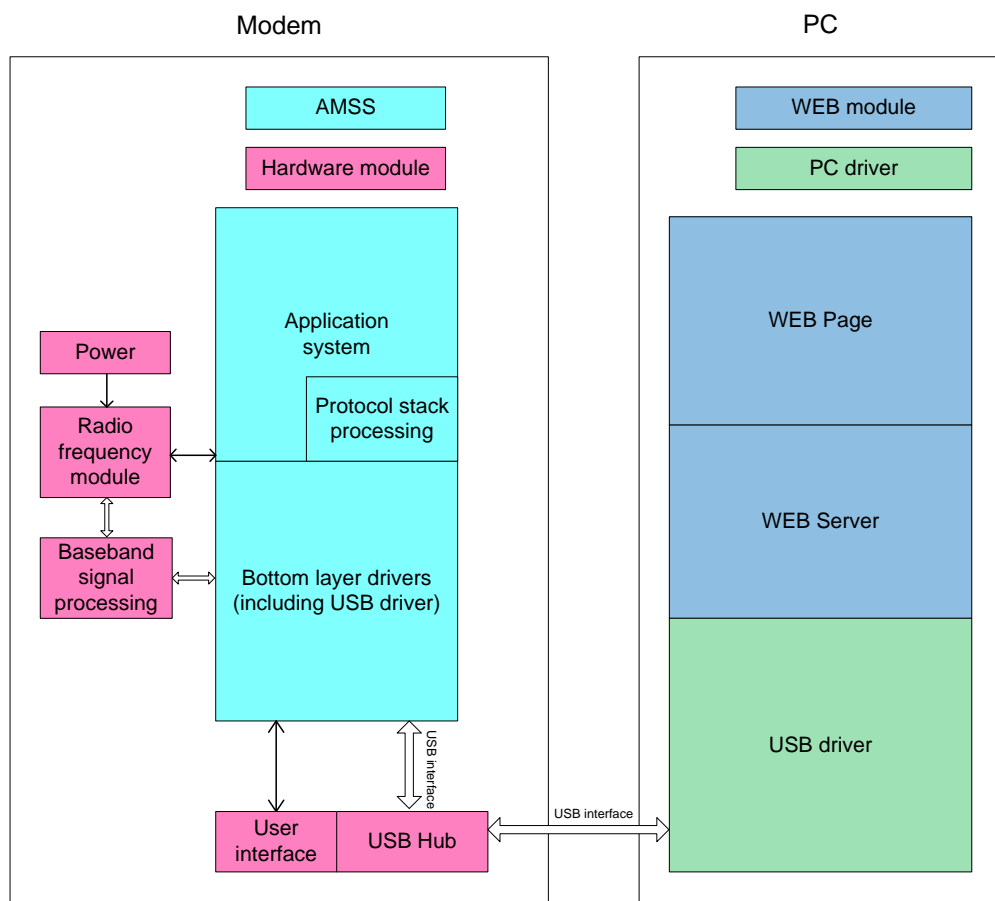 Modem
PC
AMSS
Hardware module
WEB module
PC driver
Application
system
Protocol stack
processing
Power
Radio
frequency
module
Baseband
signal
processing
Bottom layer drivers
(including USB driver)
USB interface
User
interface
USB Hub
USB interface
WEB Page
WEB Server
USB driver